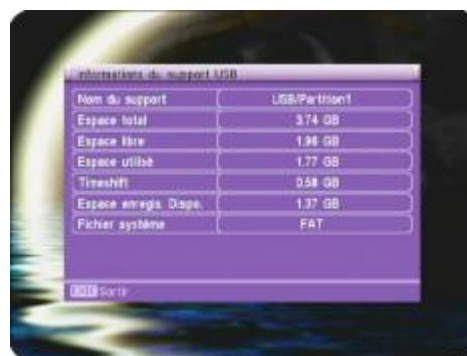 Informations du support USB
Nom du support USB/Partition1
Espace total 3.74 GB
Espace libre 1.96 GB
Espace utilisé 1.77 GB
Timeshift 0.58 GB
Espace enregis. Dispo. 1.37 GB
Fichier système FAT
EXIT Sortir